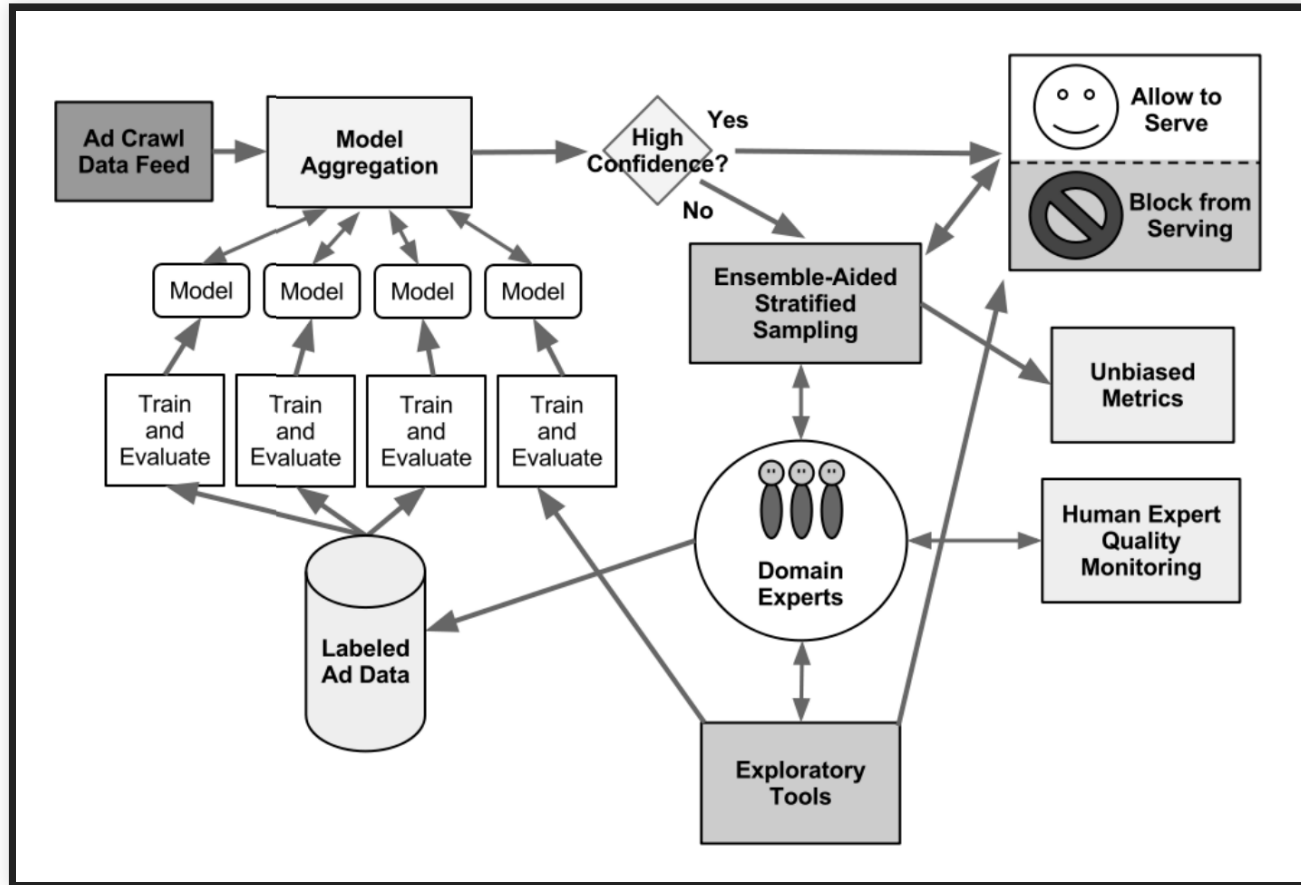 Ad Crawl
Data Feed
Model
Aggregation
High
Confidence?
Yes
No
Allow to
Serve
Block from
Serving
Model
Model
Model
Model
Ensemble-Aided
Stratified
Sampling
Unbiased
Metrics
Train
and
Evaluate
Train
and
Evaluate
Train
and
Evaluate
Train
and
Evaluate
Human Expert
Quality
Monitoring
Domain
Experts
Labeled
Ad Data
Exploratory
Tools